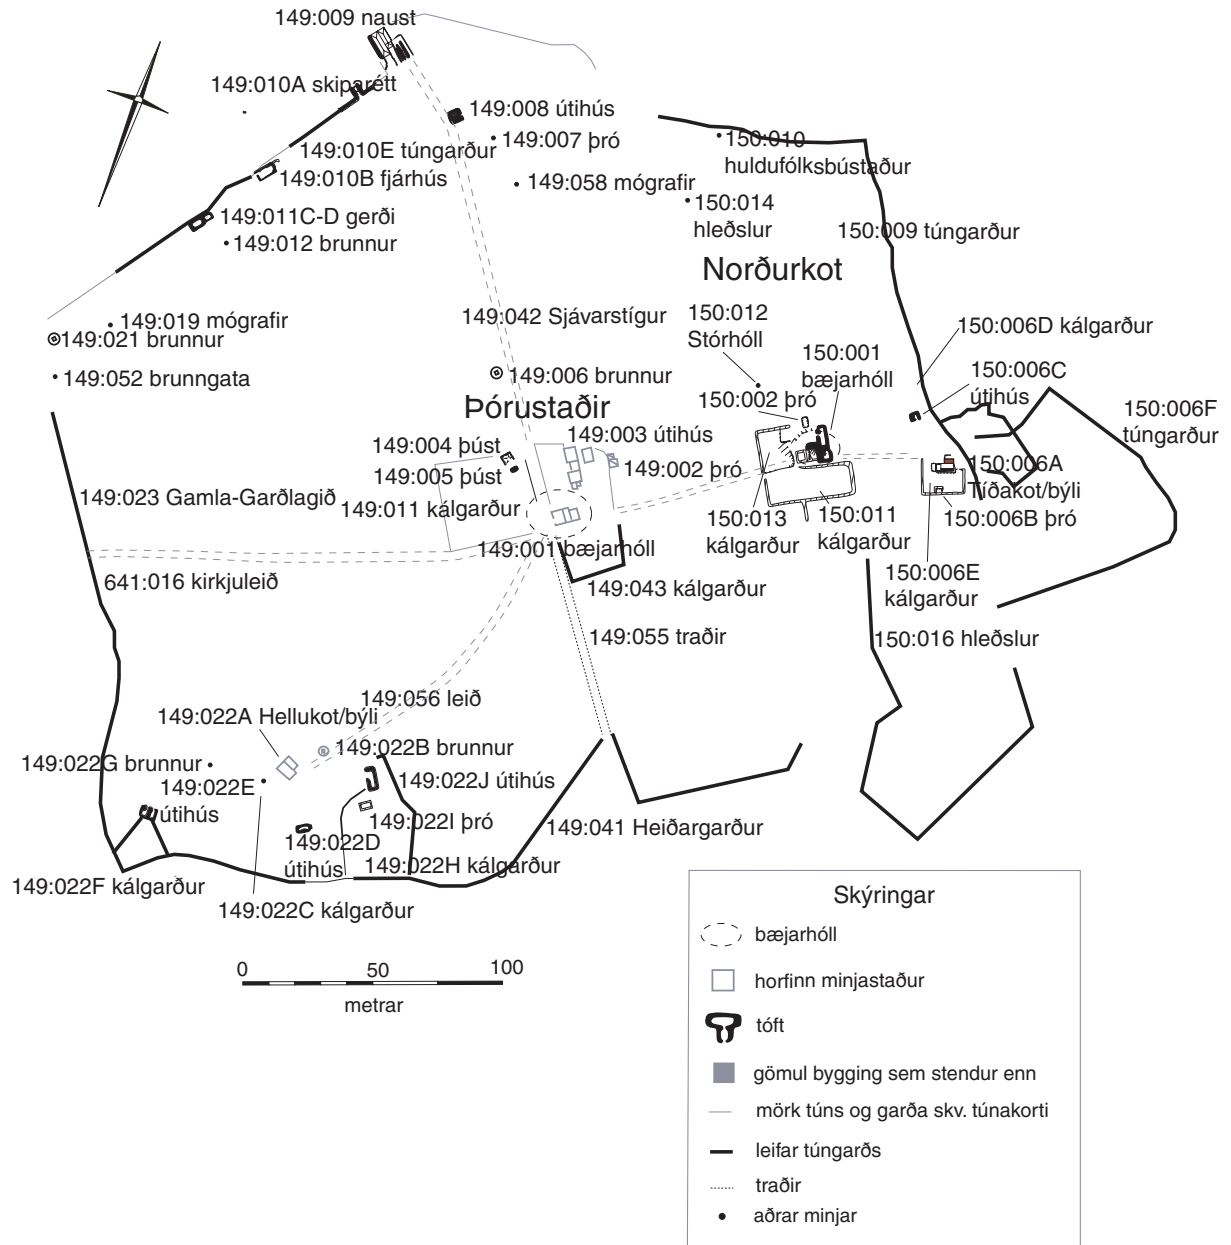 149:009 naust
149:010A skiparétt
149:008 útihús
149:007 þró
150:010
huldufólksbústaður
149:010E túngarður
149:010B fjárhús
149:058 mógrafir
150:014
hleðslur
149:011C-D gerði
149:012 brunnur
150:009 túngarður
Norðurkot
149:042 Sjávarstígur
150:012
Stórhóll
149:019 mógrafir
149:021 brunnur
150:006D kálgarður
150:001
bæjarhóll
149:052 brunngata
149:006 brunnur
150:006C
útihús
150:002 þró
Þórustaðir
150:006F
túngarður
149:003 útihús
149:004 þúst
149:002 þró
149:005 þúst
150:006A
Tíðakot/býli
149:023 Gamla-Garðlagið
149:011 kálgarður
150:013
kálgarður
150:011
kálgarður
150:006B þró
149:001 bæjarhóll
641:016 kirkjuleið
149:043 kálgarður
150:006E
kálgarður
149:055 traðir
150:016 hleðslur
149:056 leið
149:022A Hellukot/býli
149:022B brunnur
149:022G brunnur
149:022E
útihús
149:022J útihús
149:022I þró
149:041 Heiðargarður
149:022D
útihús
149:022H kálgarður
149:022F kálgarður
149:022C kálgarður
0 50 100
metrar
Skýringar
bæjarhóll
horfinn minjastaður
tóft
gömul bygging sem stendur enn
mörk túns og garða skv. túnakorti
leifar túngarðs
traðir
aðrar minjar